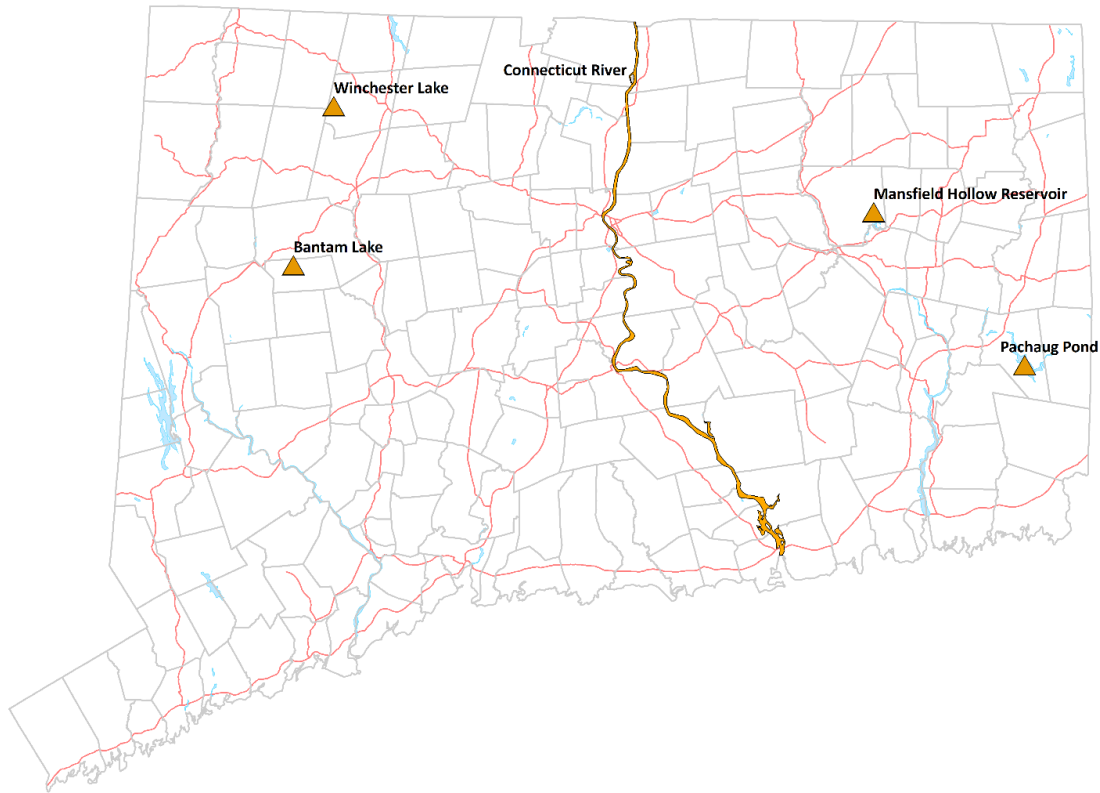 Connecticut River
Winchester Lake
Mansfield Hollow Reservoir
Bantam Lake
Pachaug Pond